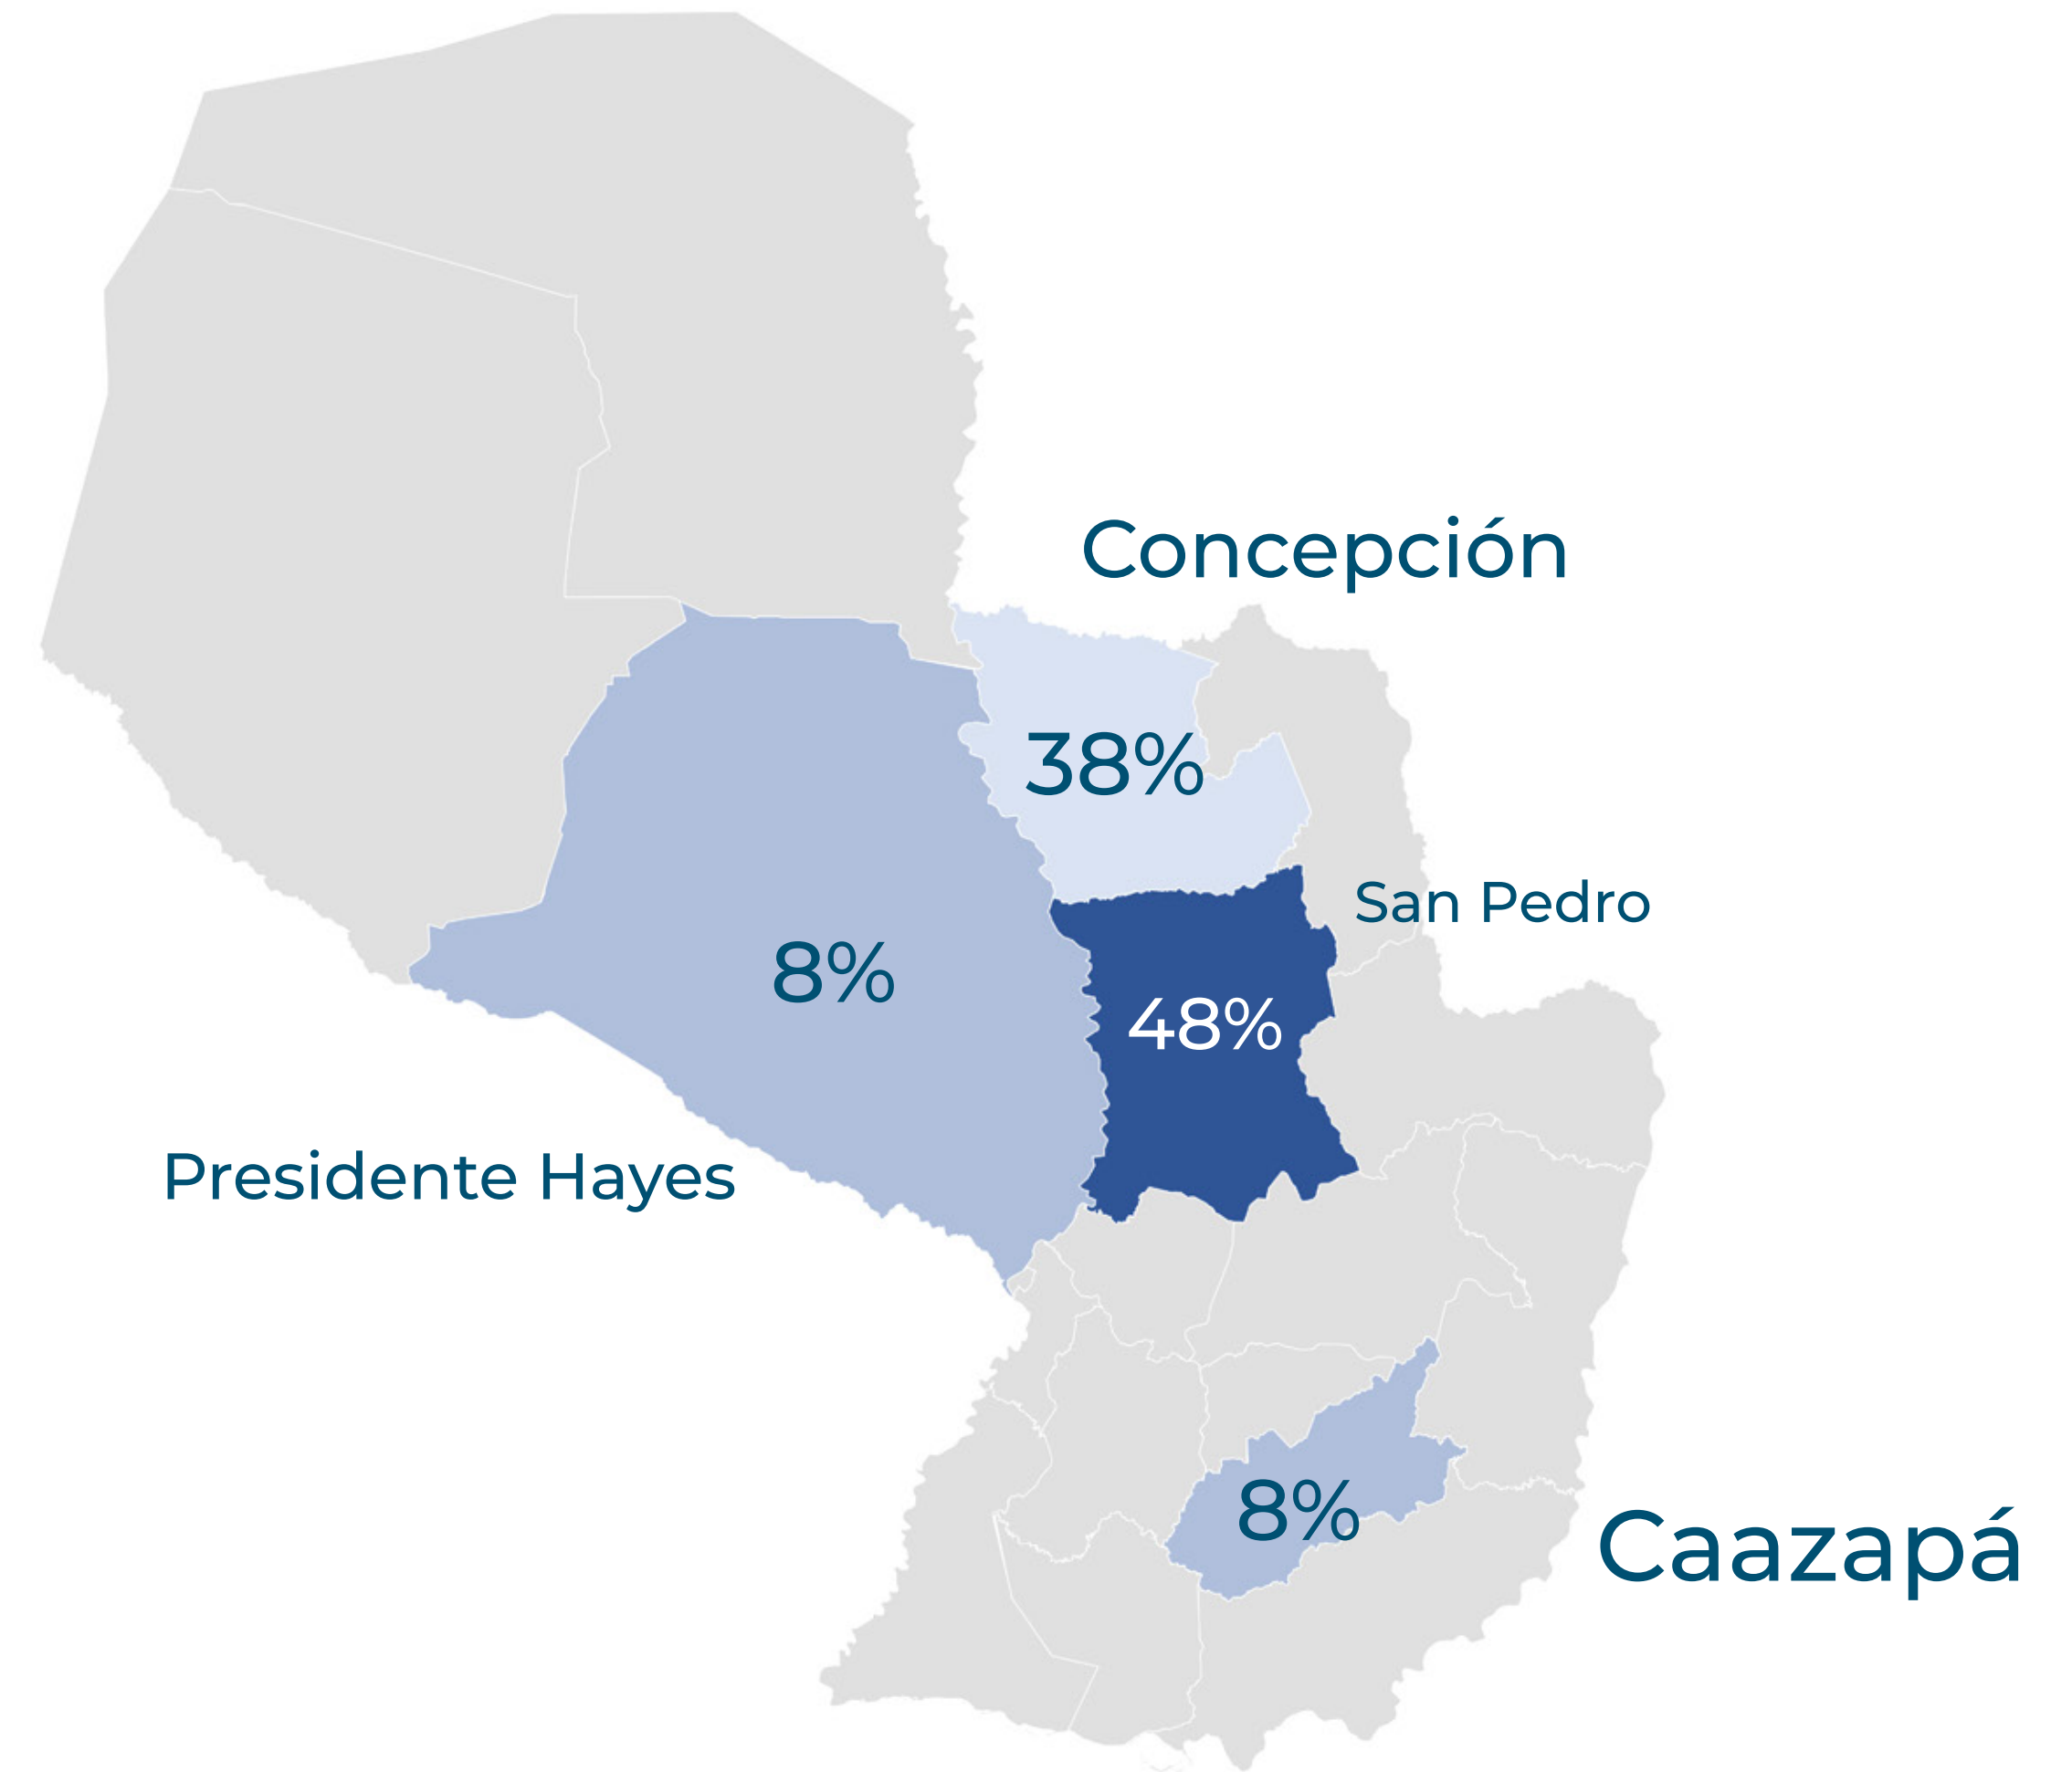 Concepción
38%
San Pedro
8%
48%
Presidente Hayes
8%
Caazapá